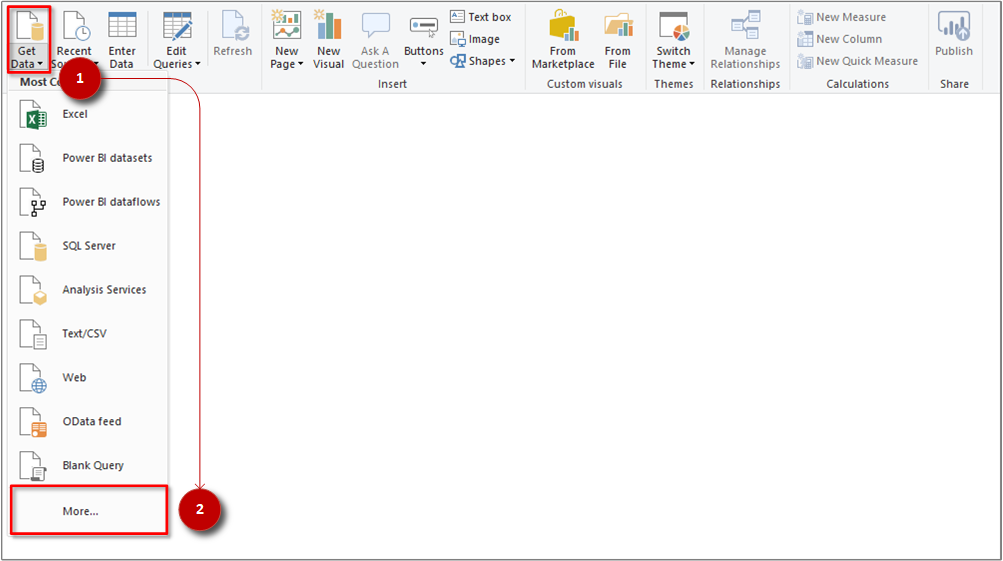 Get
Data
Recent
So
Enter
Data
Edit
Queries
Refresh
New
Page
New
Visual
Ask A
Question
Buttons
Text box
Image
Shapes
From
Marketplace
From
File
Switch
Theme
Manage
Relationships
New Measure
New Column
New Quick Measure
Publish
Insert
Custom visuals
Themes
Relationships
Calculations
Share
1
Most Co
Excel
Power BI datasets
Power BI dataflows
SQL Server
Analysis Services
Text/CSV
Web
OData feed
Blank Query
More...
2